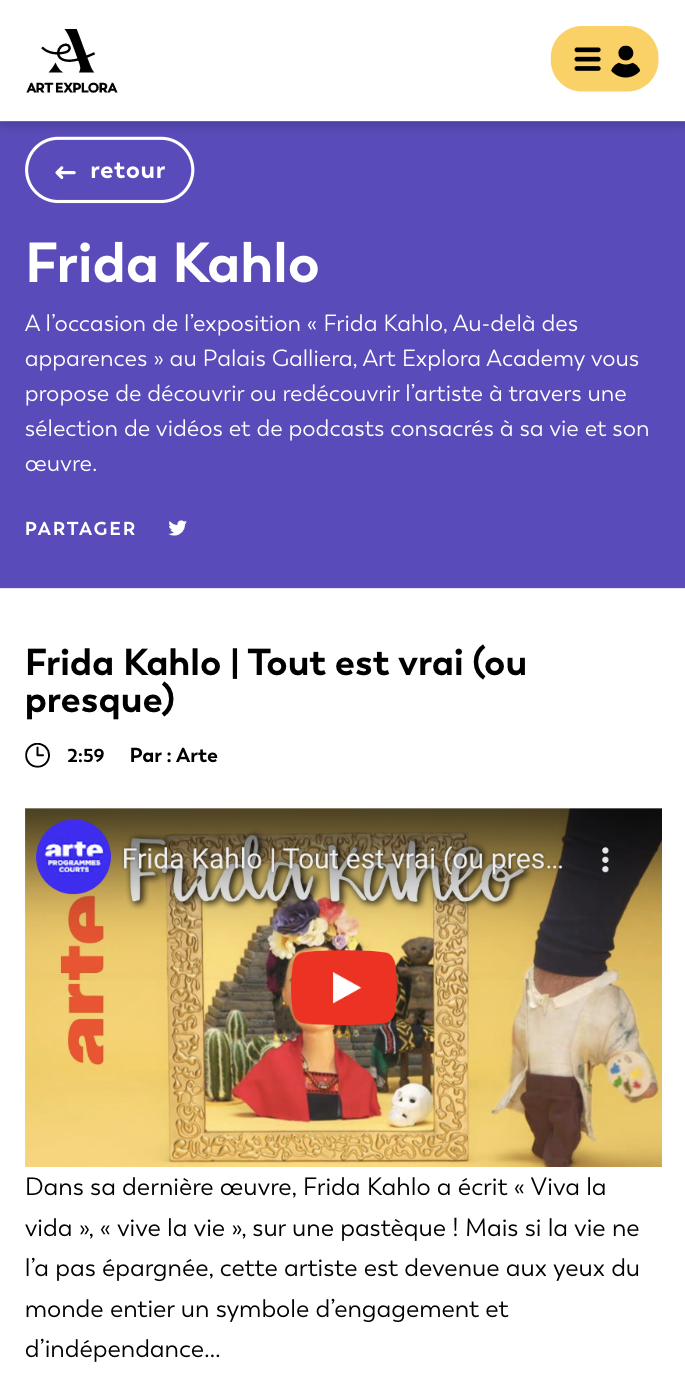 ART EXPLORA
← retour
Frida Kahlo
A l’occasion de l’exposition « Frida Kahlo, Au-delà des
apparences » au Palais Galliera, Art Explora Academy vous
propose de découvrir ou redécouvrir l’artiste à travers une
sélection de vidéos et de podcasts consacrés à sa vie et son
œuvre.
PARTAGER
Frida Kahlo | Tout est vrai (ou
presque)
2:59 Par : Arte
arte
PROGRAMMES
COURTS
Frida Kahlo | Tout est vrai (ou pres...
Frida Kahlo
arte
Dans sa dernière œuvre, Frida Kahlo a écrit « Viva la
vida », « vive la vie », sur une pastèque ! Mais si la vie ne
l’a pas épargnée, cette artiste est devenue aux yeux du
monde entier un symbole d’engagement et
d’indépendance...